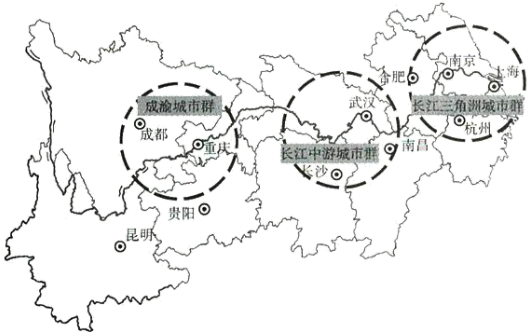 成渝城市群
成都
重庆
贵阳
昆明
武汉
长江中游城市群
长沙
南昌
合肥
南京
上海
长江三角洲城市群
杭州